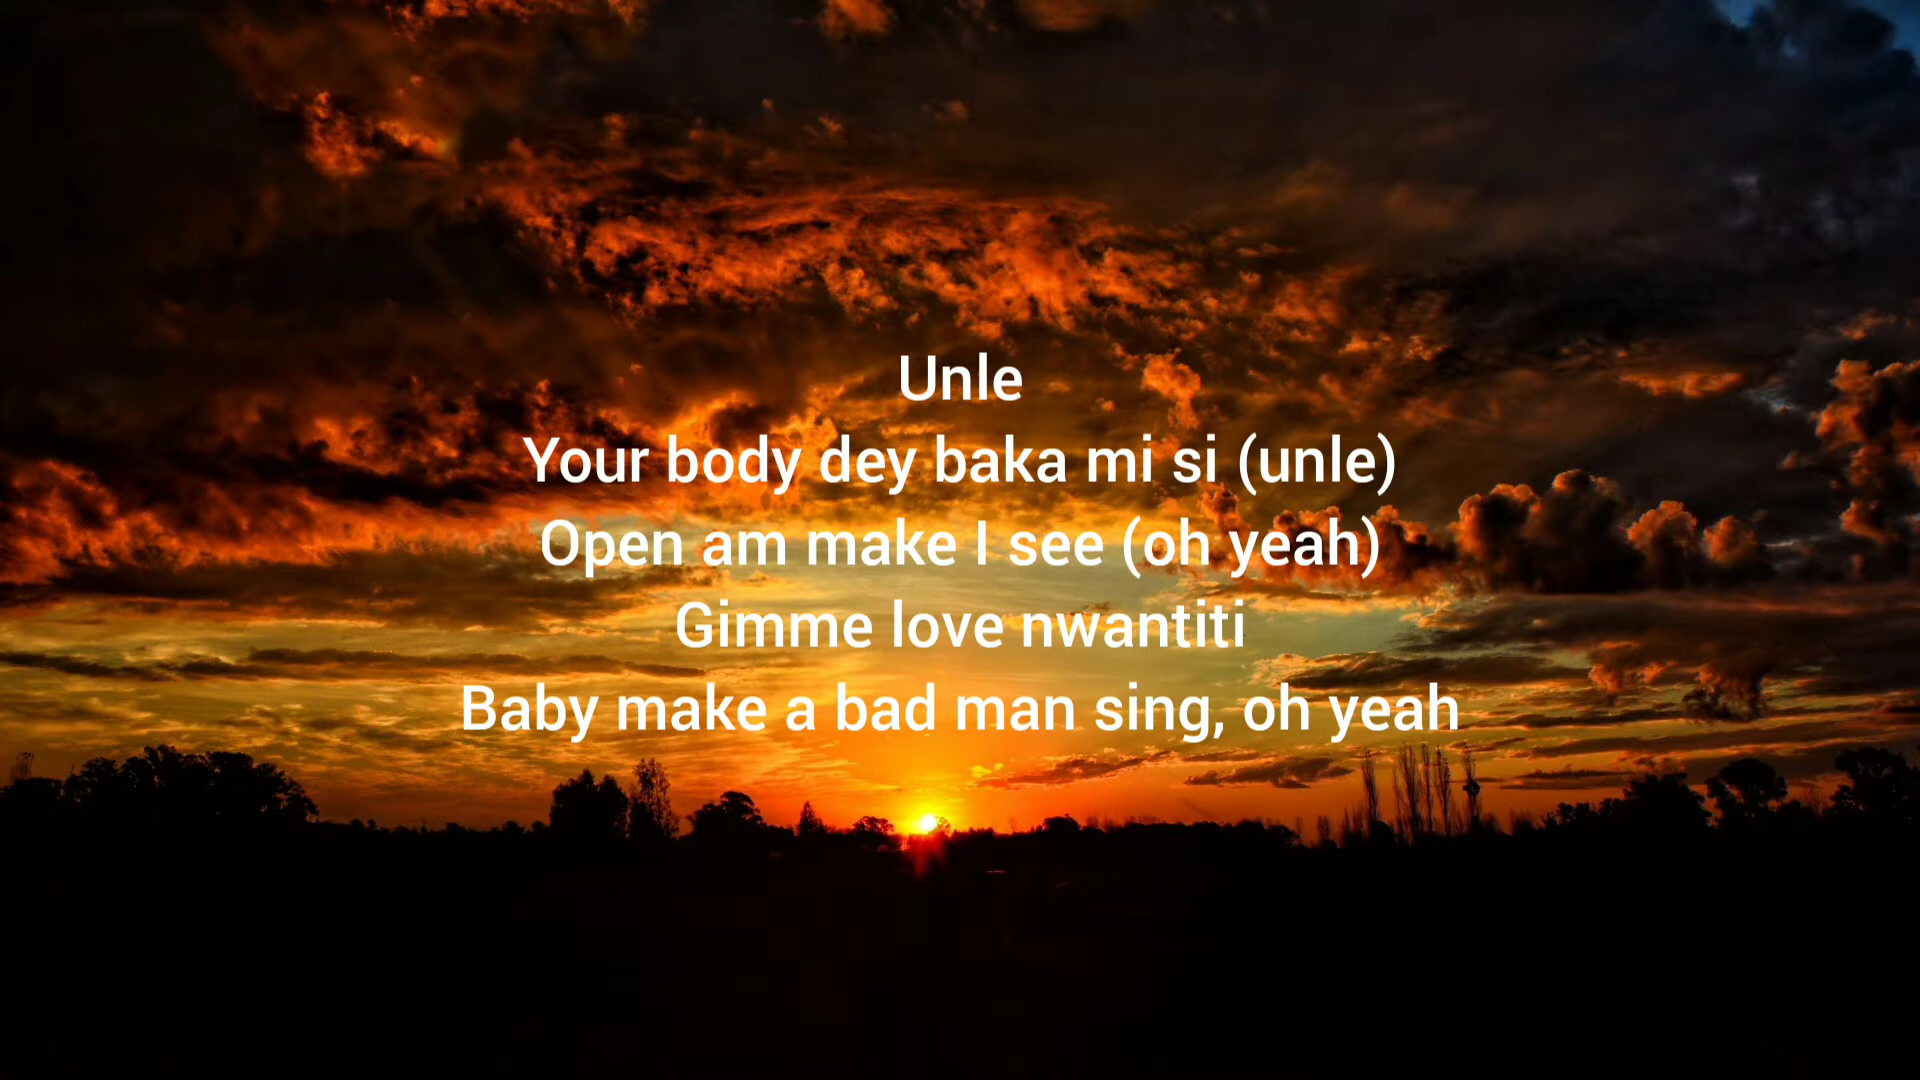 Unle
Your body dey baka mi si (unle)
Open am make I see (oh yeah)
Gimme love nwantiti
Baby make a bad man sing, oh yeah